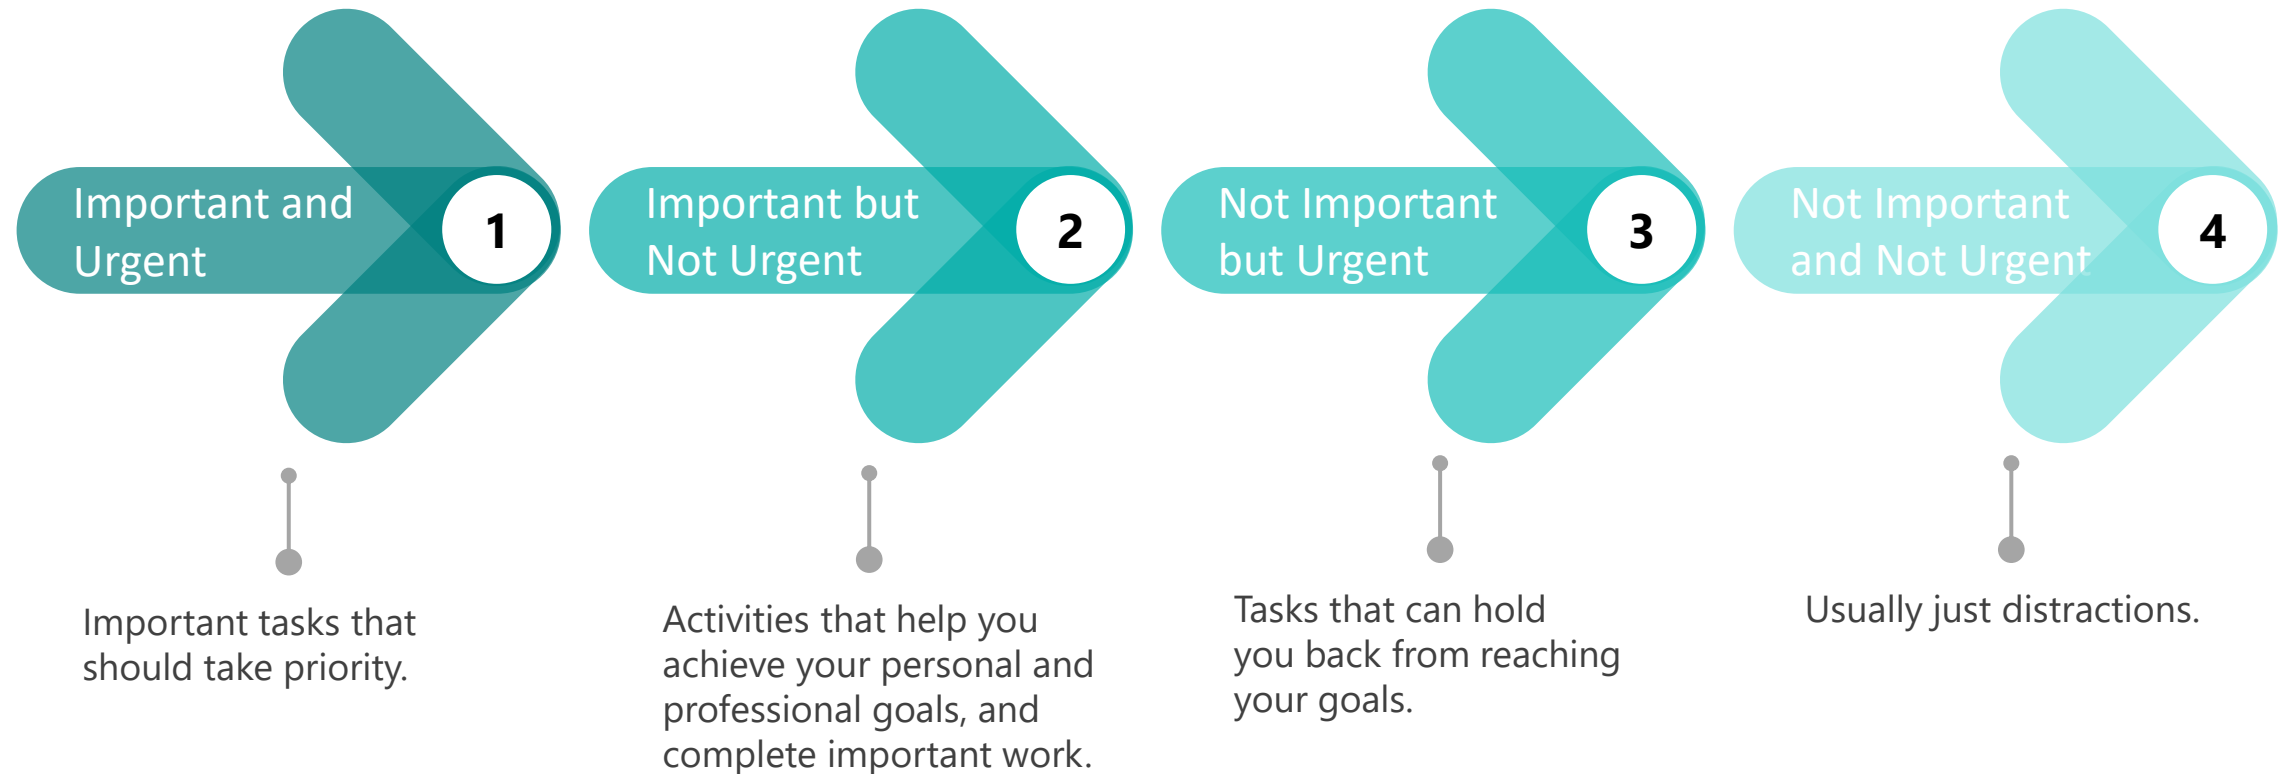 Important and
Urgent
1
Important but
Not Urgent
2
Not Important
but Urgent
3
Not Important
and Not Urgent
4
Important tasks that
should take priority.
Activities that help you
achieve your personal and
professional goals, and
complete important work.
Tasks that can hold
you back from reaching
your goals.
Usually just distractions.